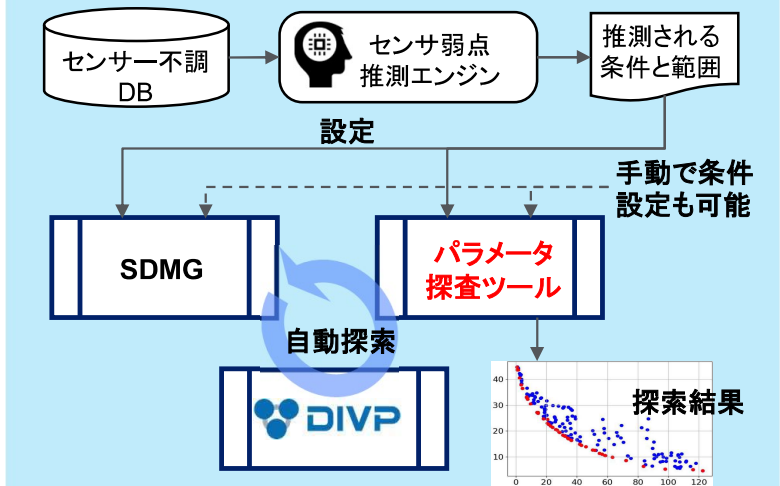 センサー不調
DB
センサ弱点
推測エンジン
推測される
条件と範囲
設定
手動で条件
設定も可能
SDMG
パラメータ
探査ツール
自動探索
DIVP
探索結果
40
30
20
10
0 20 40 60 80 100 120